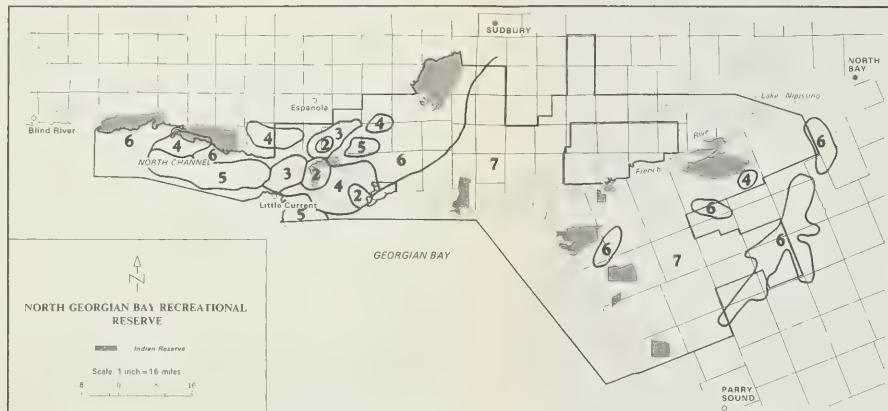 SUDBURY
NORTH BAY
Lake Nipissing
Espanola
Blind River
6
4
6
4
3
4
2
5
6
NORTH CHANNEL
5
3
2
4
2
Little Current
5
7
River
French
4
6
6
6
6
7
GEORGIAN BAY
N
NORTH GEORGIAN BAY RECREATIONAL
RESERVE
Indian Reserve
Scale 1 inch = 16 miles
8 0 8 16
PARRY
SOUND